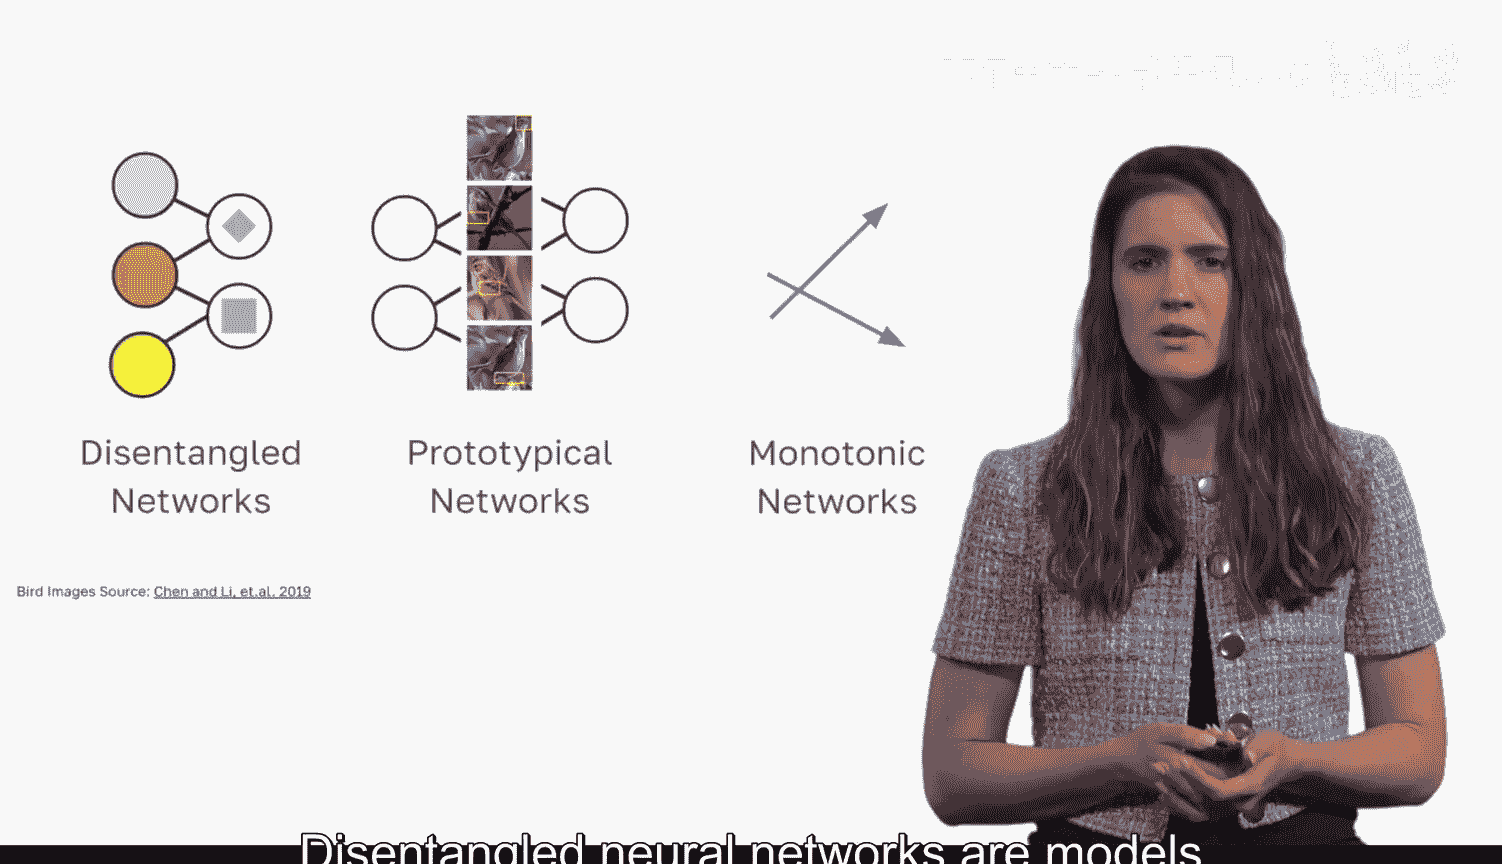 Disentangled
Networks
Prototypical
Networks
Monotonic
Networks
Bird Images Source: Chen and Li, et.al. 2019
Disentangled neural networks are models